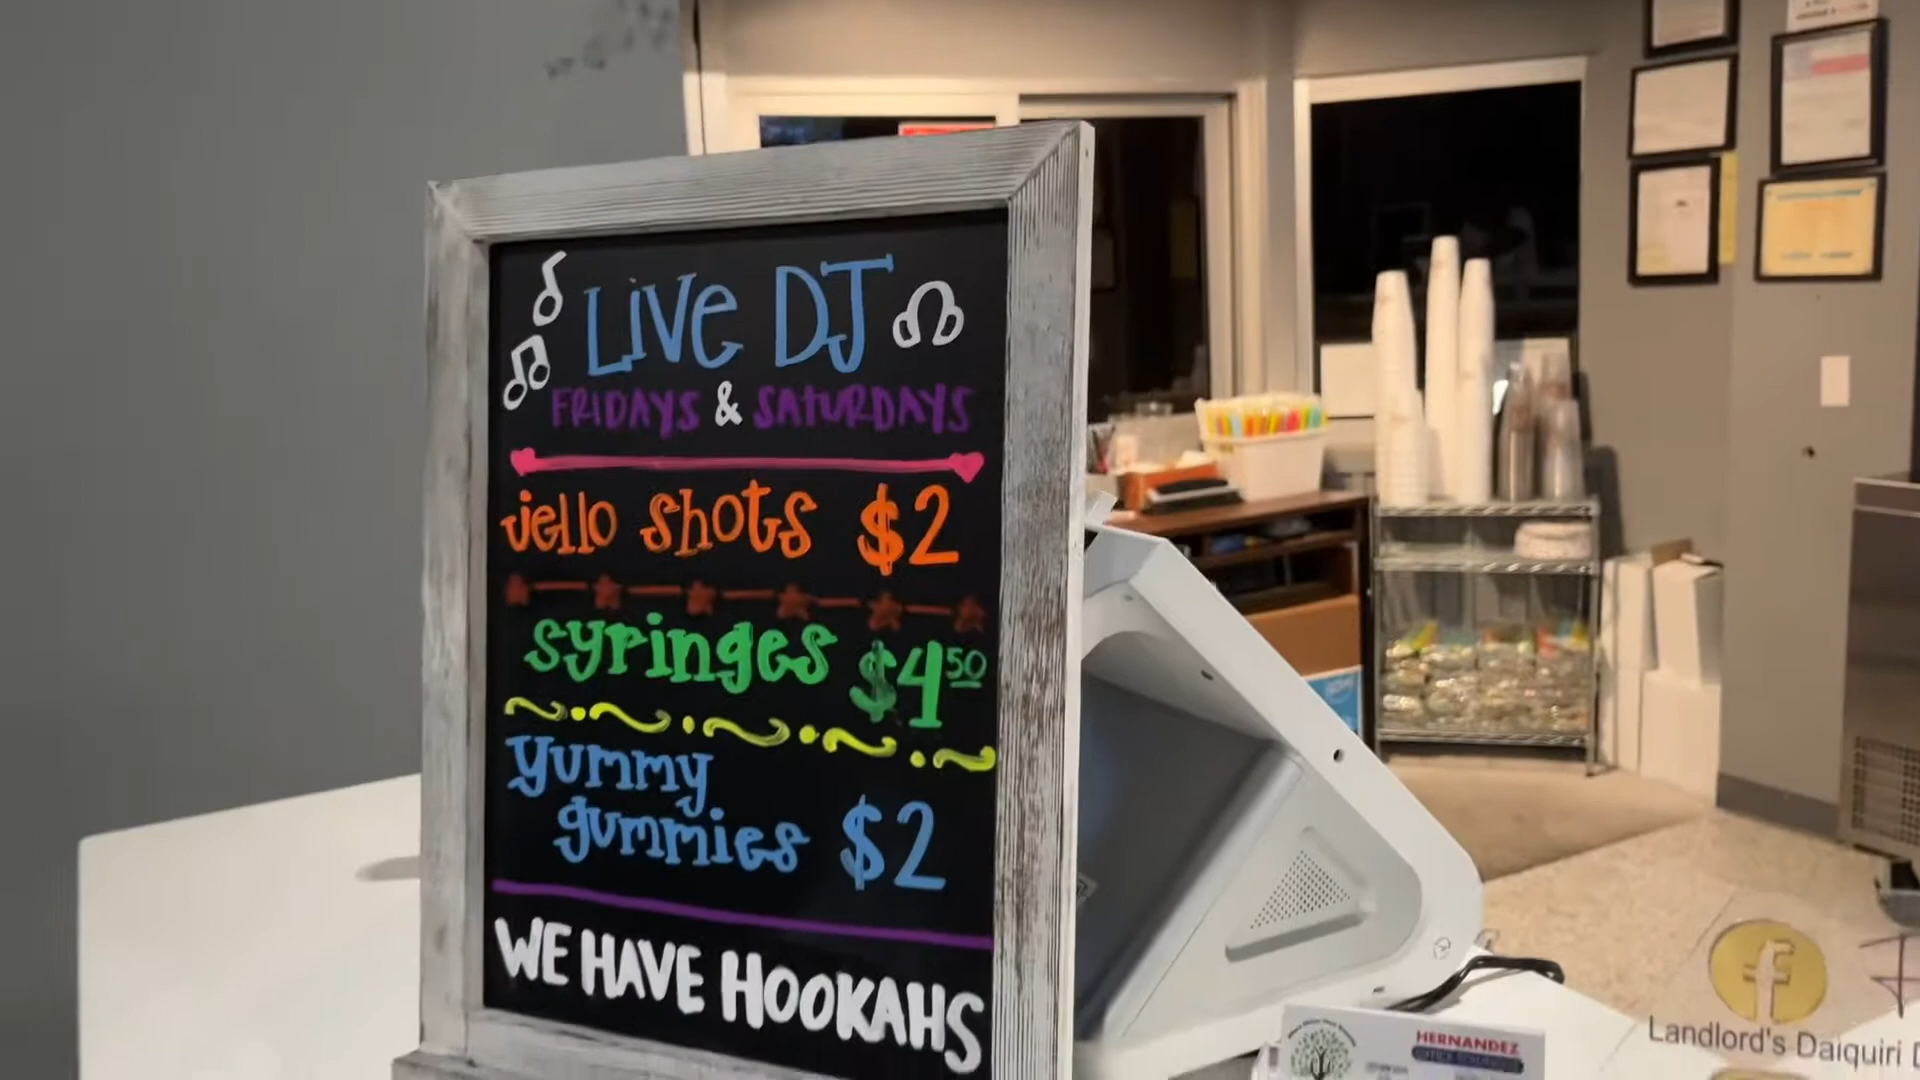 Live DJ
FRIDAYS & SATURDAYS
jello shots $2
syringes $4 50
yummy
gummies $2
WE HAVE HOOKAHS
HERNANDEZ
Landlord's Daiquiri